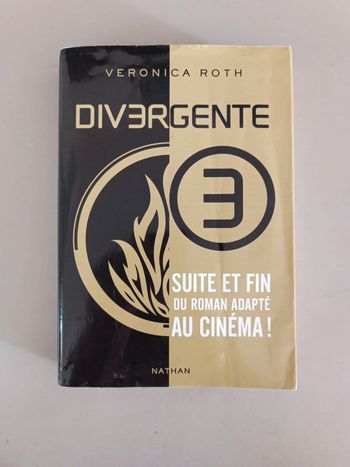 VERONICA ROTH
DIV3RGENTE
3
SUITE ET FIN
DU ROMAN ADAPTÉ
AU CINÉMA !
NATHAN